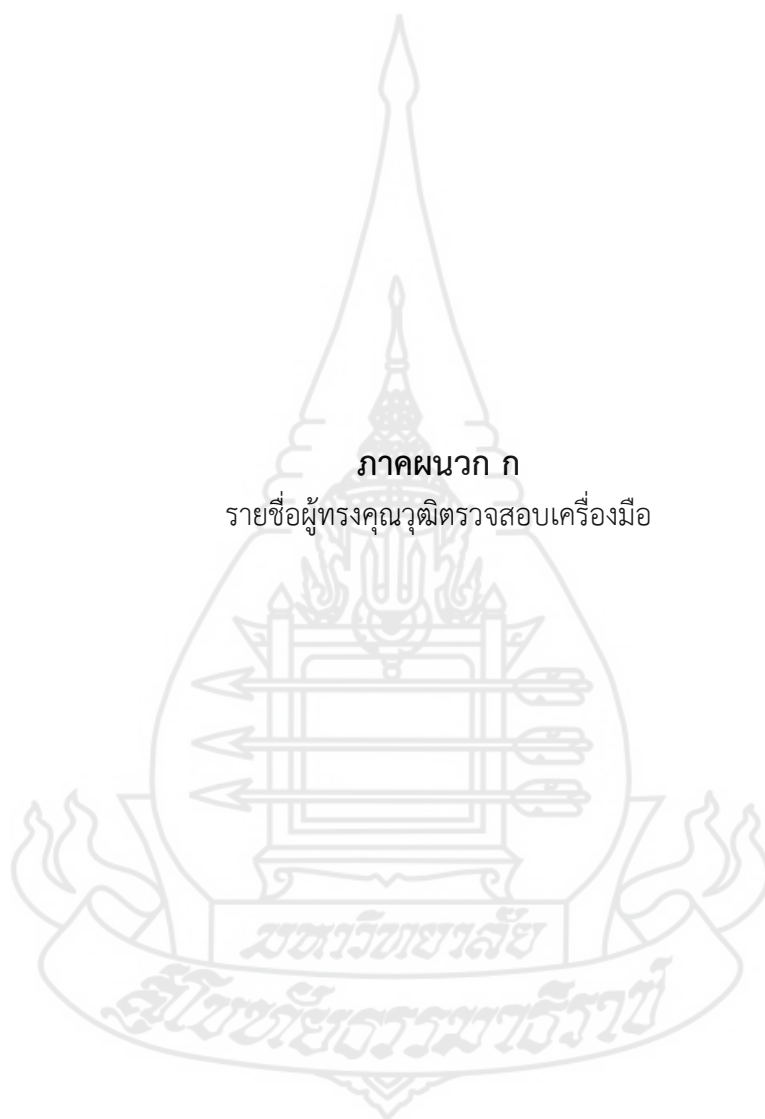 ภาคผนวก ก
รายชื่อผู้ทรงคุณวุฒิตรวจสอบเครื่องมือ
มหาวิทยาลัย
สุโขทัยธรรมาธิราช